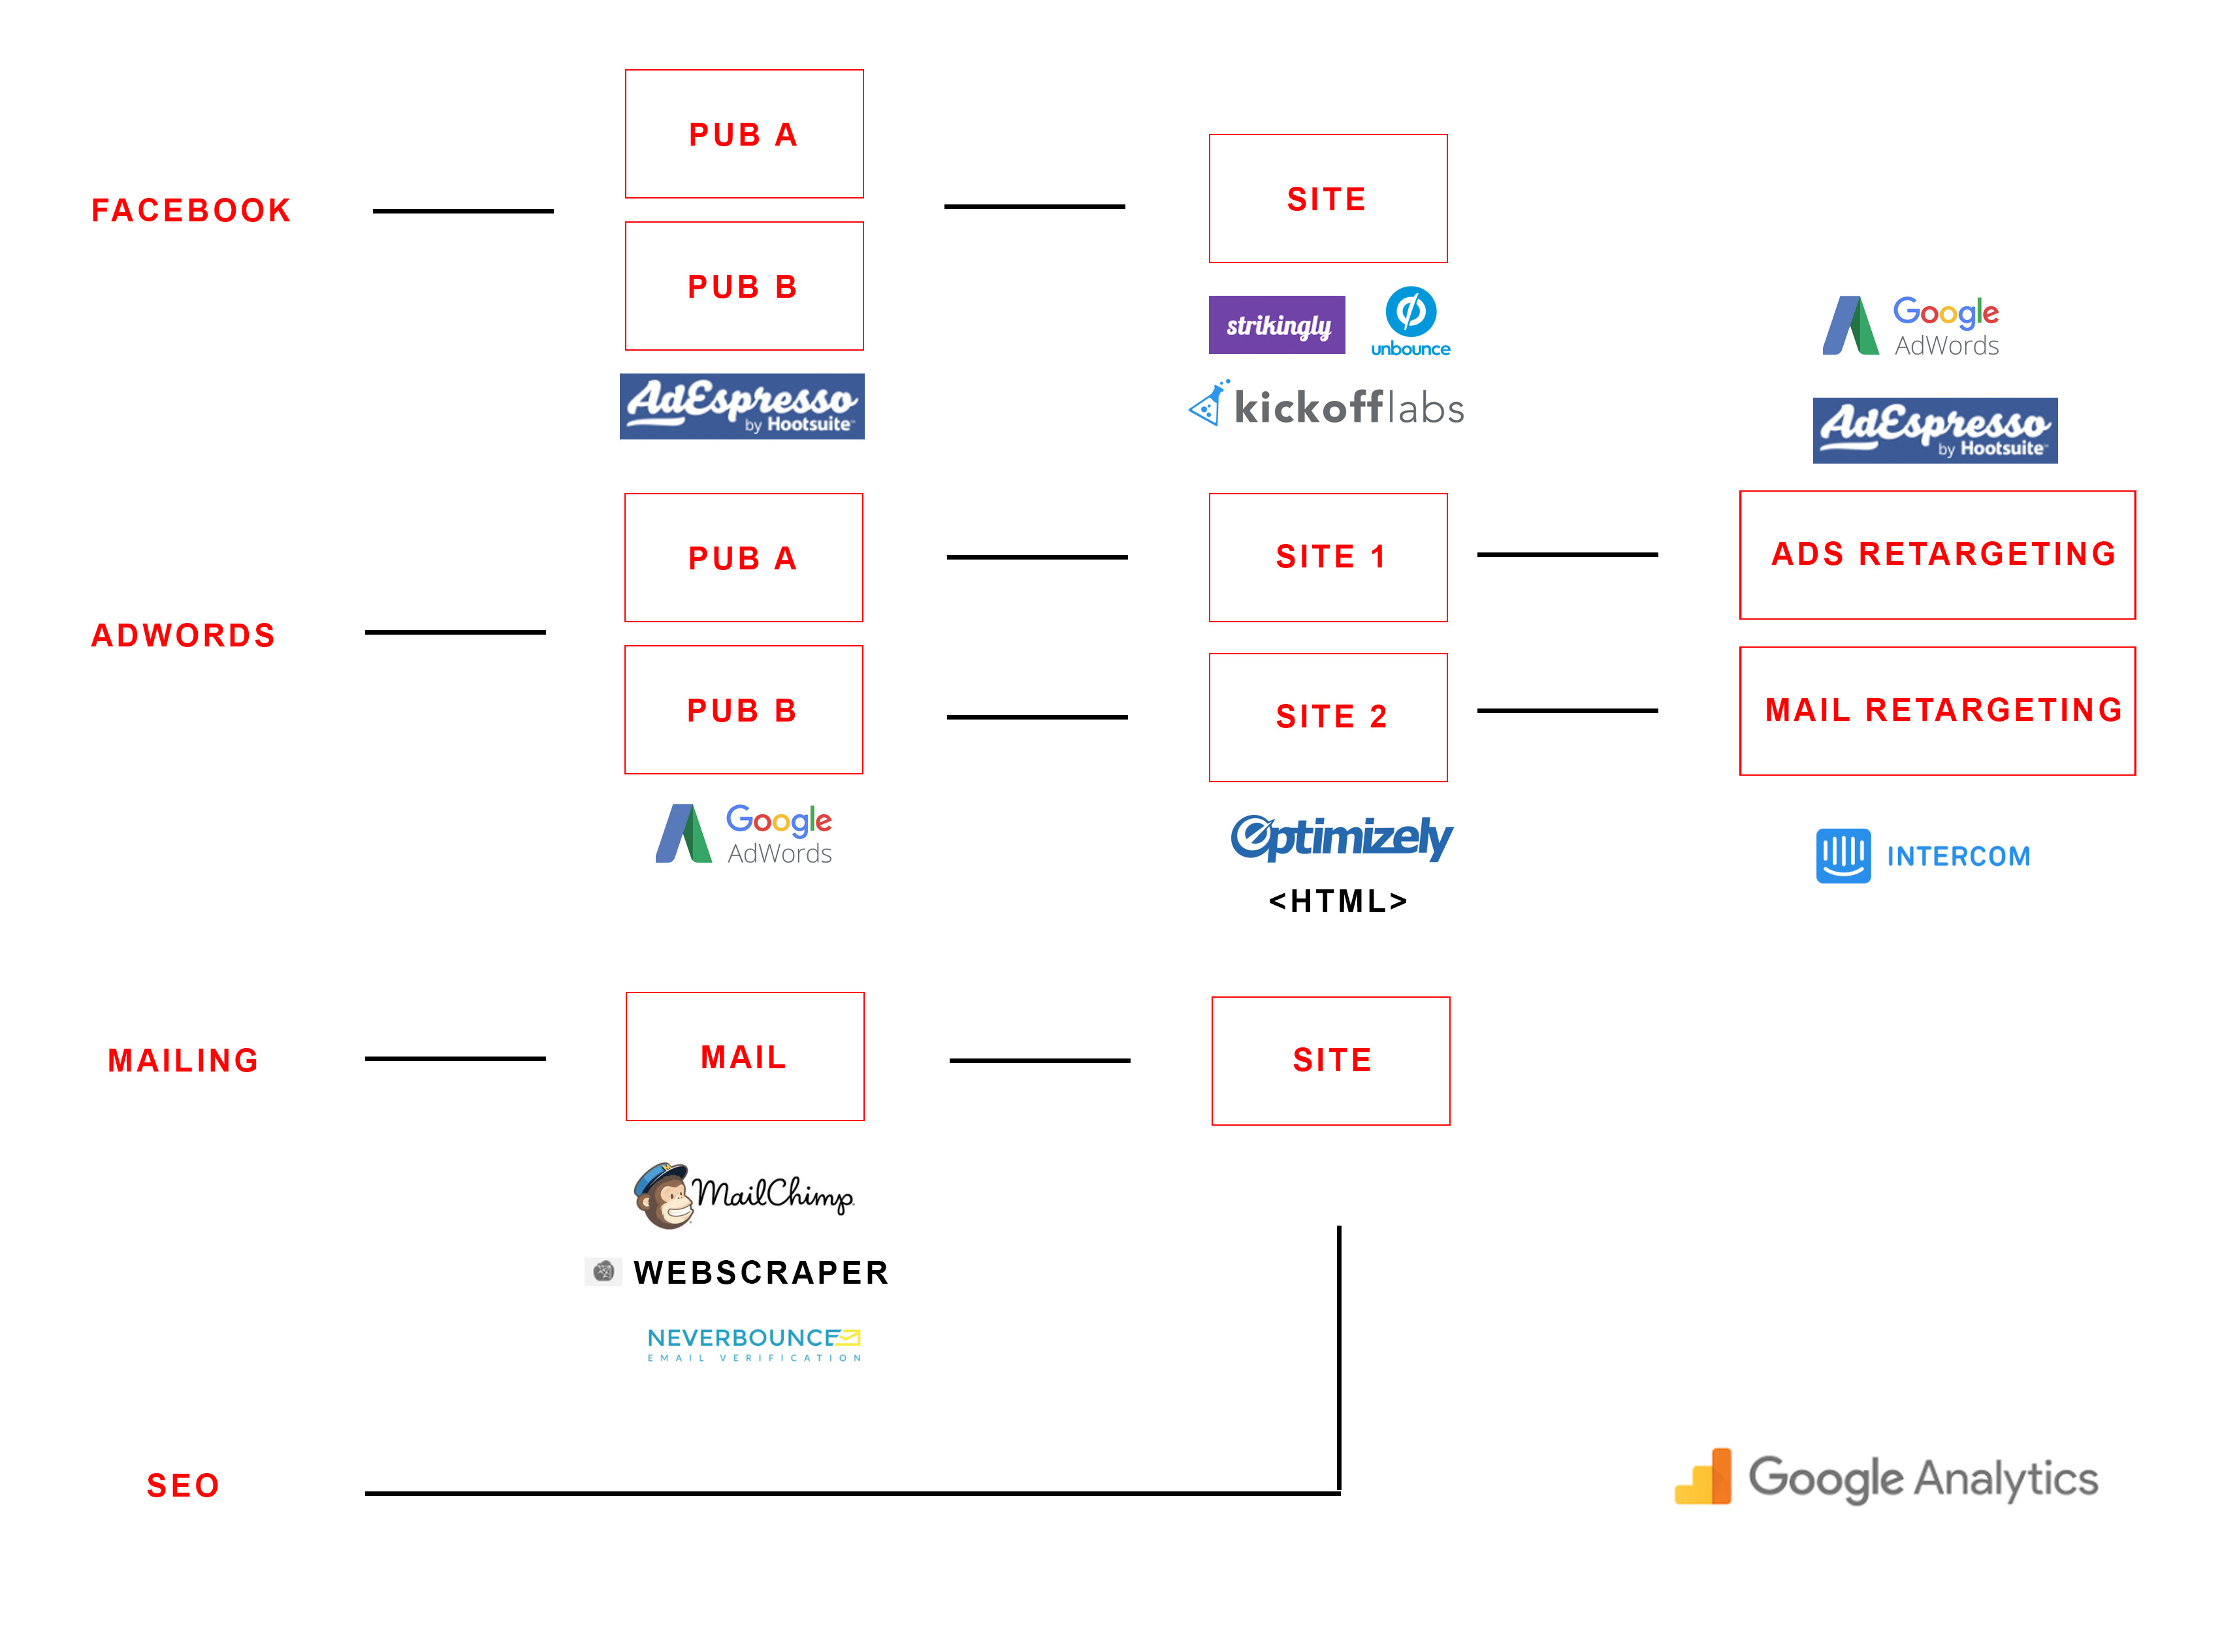 PUB A
FACEBOOK
SITE
PUB B
strikingly
unbounce
Google
AdWords
AdEspresso
by Hootsuite™
kickofflabs
AdEspresso
by Hootsuite™
PUB A
SITE 1
ADS RETARGETING
ADWORDS
PUB B
SITE 2
MAIL RETARGETING
Google
AdWords
Optimizely
INTERCOM
<HTML>
MAILING
MAIL
SITE
MailChimp
WEBSCRAPER
NEVERBOUNCE
EMAIL VERIFICATION
SEO
Google Analytics